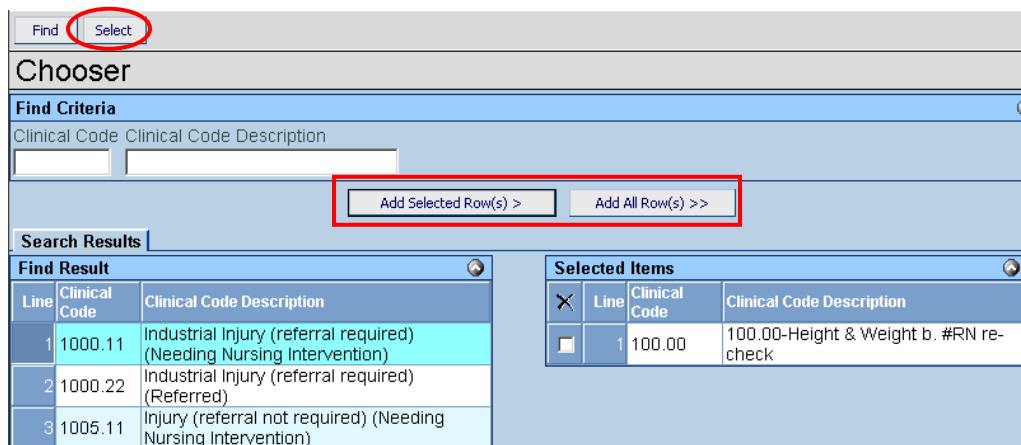 Find Select
Chooser
Find Criteria
Clinical Code Clinical Code Description
Add Selected Row(s) > Add All Row(s) >>
Search Results
Find Result
Line Clinical Code Clinical Code Description
1 1000.11 Industrial Injury (referral required)
(Needing Nursing Intervention)
2 1000.22 Industrial Injury (referral required)
(Referred)
3 1005.11 Injury (referral not required) (Needing
Nursing Intervention)
Selected Items
Line Clinical Code Clinical Code Description
1 100.00 100.00-Height & Weight b. #RN re-
check